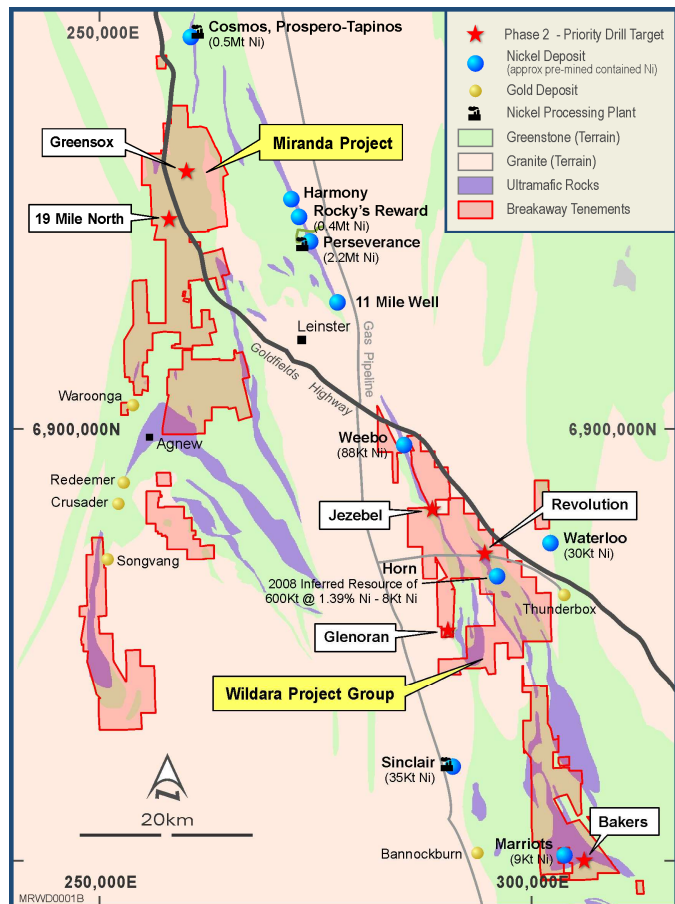 250,000E
Cosmos, Prospero-Tapinos
(0.5Mt Ni)
Phase 2 - Priority Drill Target
Nickel Deposit
(approx pre-mined contained Ni)
Gold Deposit
Nickel Processing Plant
Greenstone (Terrain)
Granite (Terrain)
Ultramafic Rocks
Breakaway Tenements
Greensox
Miranda Project
19 Mile North
Harmony
Rocky's Reward
(0.4Mt Ni)
Perseverance
(2.2Mt Ni)
11 Mile Well
Leinster
Gas Pipeline
Goldfields Highway
Waroonga
6,900,000N
Agnew
Weebo
(88Kt Ni)
6,900,000N
Redeemer
Crusader
Jezebel
Revolution
Songvang
Waterloo
(30Kt Ni)
Horn
2008 Inferred Resource of
600Kt @ 1.39% Ni - 8Kt Ni
Thunderbox
Glenoran
Wildara Project Group
Sinclair
(35Kt Ni)
N
20km
Bakers
Bannockburn
Marriots
(9Kt Ni)
250,000E
300,000E
MRWD0001B